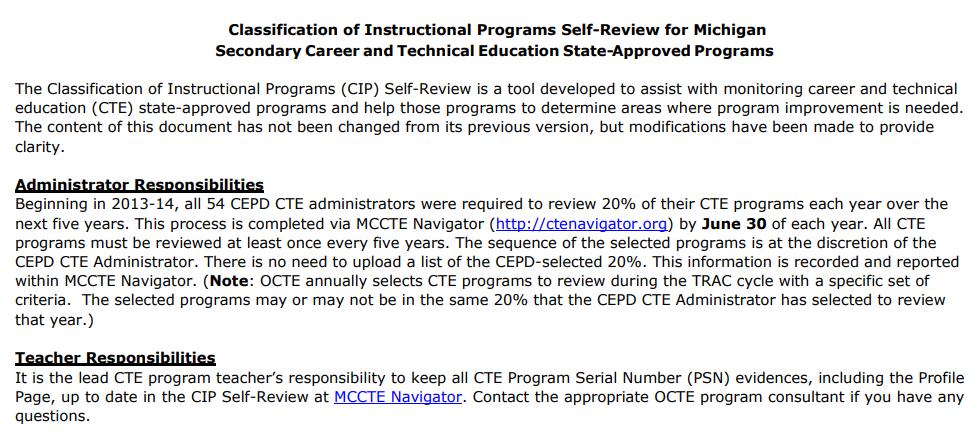 Classification of Instructional Programs Self-Review for Michigan
Secondary Career and Technical Education State-Approved Programs
The Classification of Instructional Programs (CIP) Self-Review is a tool developed to assist with monitoring career and technical
education (CTE) state-approved programs and help those programs to determine areas where program improvement is needed.
The content of this document has not been changed from its previous version, but modifications have been made to provide
clarity.
Administrator Responsibilities
Beginning in 2013-14, all 54 CEPD CTE administrators were required to review 20% of their CTE programs each year over the
next five years. This process is completed via MCCTE Navigator (http://ctenavigator.org) by June 30 of each year. All CTE
programs must be reviewed at least once every five years. The sequence of the selected programs is at the discretion of the
CEPD CTE Administrator. There is no need to upload a list of the CEPD-selected 20%. This information is recorded and reported
within MCCTE Navigator. (Note: OCTE annually selects CTE programs to review during the TRAC cycle with a specific set of
criteria.  The selected programs may or may not be in the same 20% that the CEPD CTE Administrator has selected to review
that year.)
Teacher Responsibilities
It is the lead CTE program teacher’s responsibility to keep all CTE Program Serial Number (PSN) evidences, including the Profile
Page, up to date in the CIP Self-Review at MCCTE Navigator. Contact the appropriate OCTE program consultant if you have any
questions.